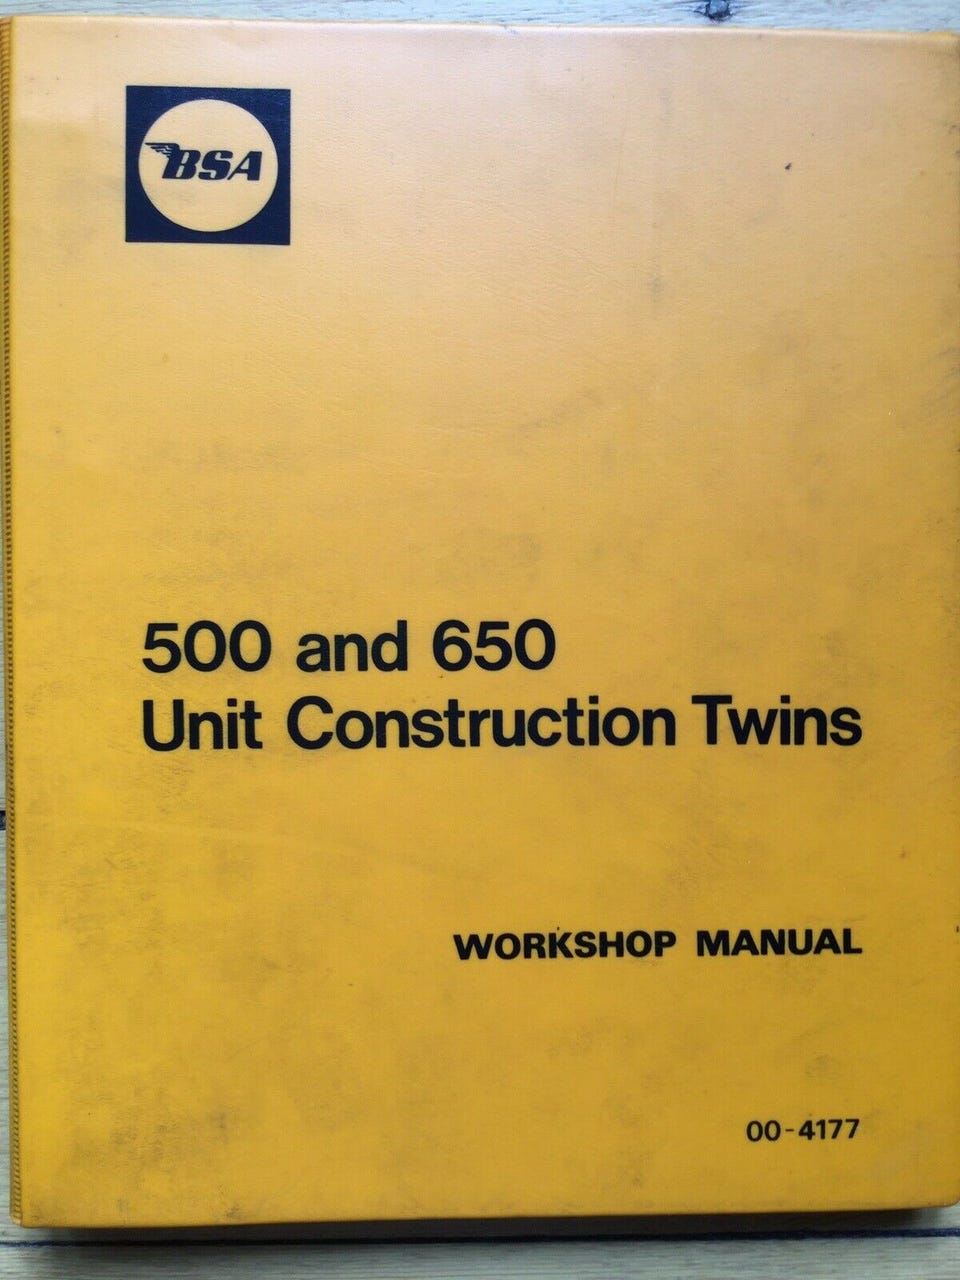 BSA
500 and 650
Unit Construction Twins
WORKSHOP MANUAL
00-4177